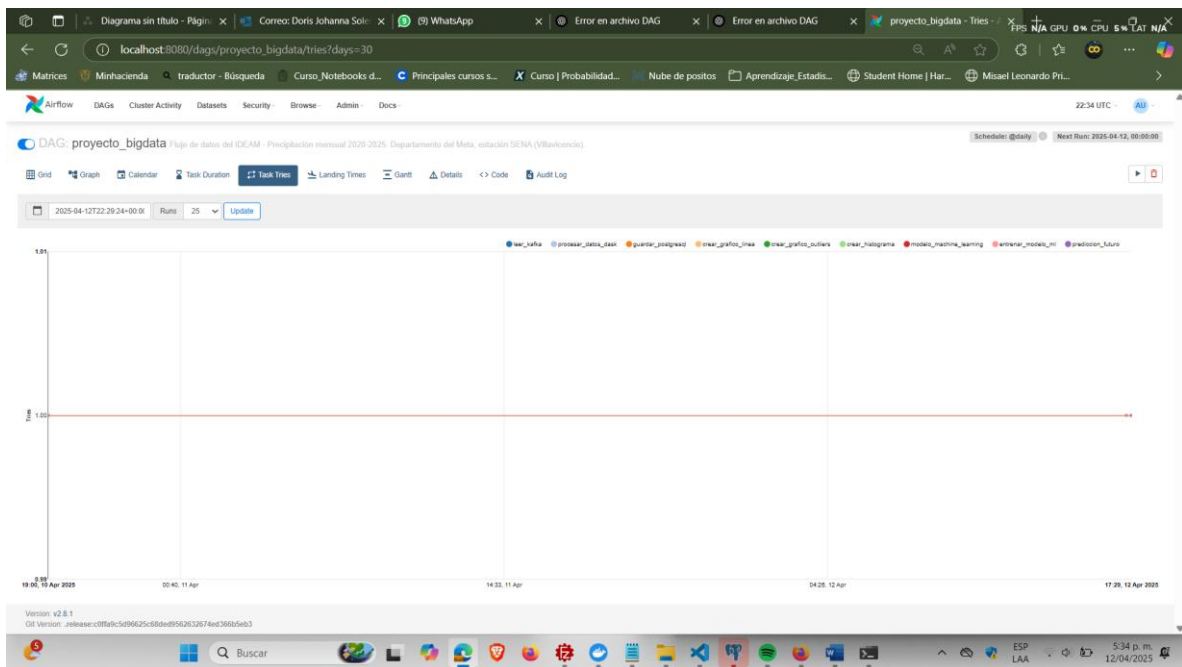 Diagrama sin título - Página
Correo: Doris Johanna Sole
(9) WhatsApp
Error en archivo DAG
Error en archivo DAG
proyecto_bigdata - Tries - A
FPS N/A GPU 0% CPU 5% LAT N/A
localhost:8080/dags/proyecto_bigdata/tries?days=30
Matrices Minhacienda traductor - Búsqueda Curso_Notebooks d... Principales cursos s... Curso | Probabilidad... Nube de positos Aprendizaje_Estadis... Student Home | Har... Misael Leonardo Pri...
Airflow DAGs Cluster Activity Datasets Security Browse Admin Docs 22:34 UTC AU
DAG: proyecto_bigdata Flujo de datos del IDEAM - Precipitación mensual 2020-2025. Departamento del Meta, estación SENA (Villavicencio).
Schedule: @daily Next Run: 2025-04-12, 00:00:00
Grid Graph Calendar Task Duration Task Tries Landing Times Gantt Details <> Code Audit Log
2025-04-12T22:29:24+00:00 Runs 25 Update
leer_kafka procesar_datos_dask guardar_postgresql crear_grafico_linea crear_grafico_outliers crear_histograma modelo_machine_learning entrenar_modelo_ml prediccion_futuro
1.01
Tries
1.00
0.99
19:00, 10 Apr 2025 00:40, 11 Apr 14:33, 11 Apr 04:26, 12 Apr 17:29, 12 Apr 2025
Version: v2.8.1
Git Version: .release:c0ffa9c5d96625c68ded9562632674ed366b5eb3
5
Buscar
ESP
LAA
5:34 p. m.
12/04/2025